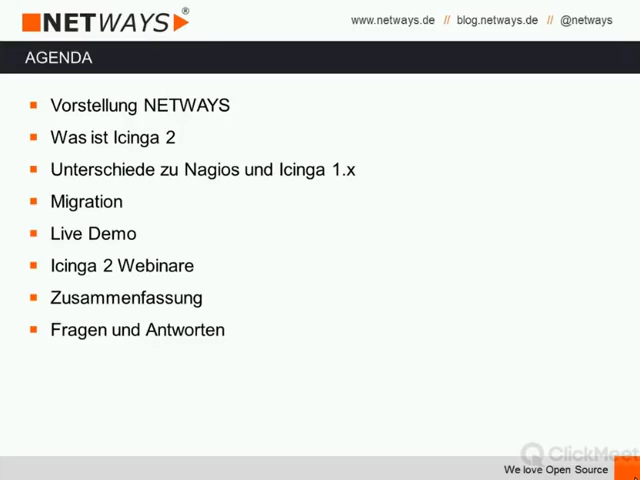 NETWAYS®
www.netways.de // blog.netways.de // @netways
AGENDA
Vorstellung NETWAYS
Was ist Icinga 2
Unterschiede zu Nagios und Icinga 1.x
Migration
Live Demo
Icinga 2 Webinare
Zusammenfassung
Fragen und Antworten
ClickMeet
We love Open Source